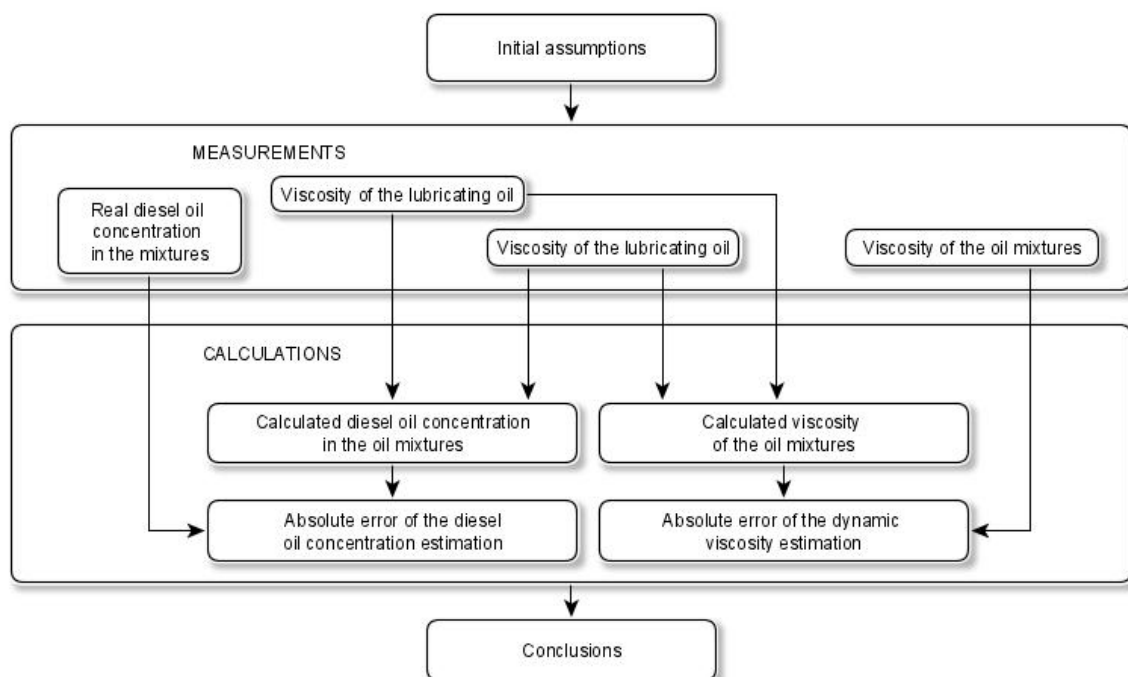 Initial assumptions
MEASUREMENTS
Viscosity of the lubricating oil
Real diesel oil
concentration
in the mixtures
Viscosity of the lubricating oil
Viscosity of the oil mixtures
CALCULATIONS
Calculated diesel oil concentration
in the oil mixtures
Calculated viscosity
of the oil mixtures
Absolute error of the diesel
oil concentration estimation
Absolute error of the dynamic
viscosity estimation
Conclusions